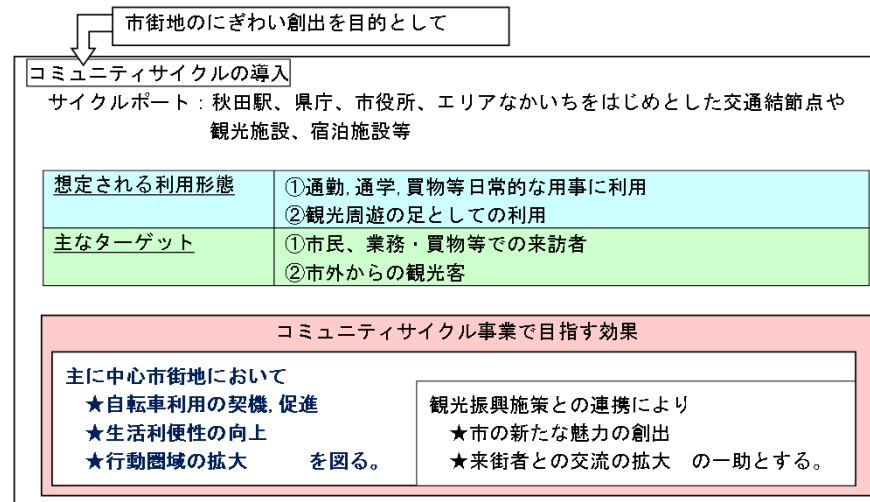 市街地のにぎわい創出を目的として
コミュニティサイクルの導入
サイクルポート：秋田駅、県庁、市役所、エリアなかいちをはじめとした交通結節点や
観光施設、宿泊施設等
想定される利用形態
①通勤,通学,買物等日常的な用事に利用
②観光周遊の足としての利用
主なターゲット
①市民、業務・買物等での来訪者
②市外からの観光客
コミュニティサイクル事業で目指す効果
主に中心市街地において
★自転車利用の契機,促進
★生活利便性の向上
★行動圏域の拡大　　　を図る。
観光振興施策との連携により
★市の新たな魅力の創出
★来街者との交流の拡大　の一助とする。